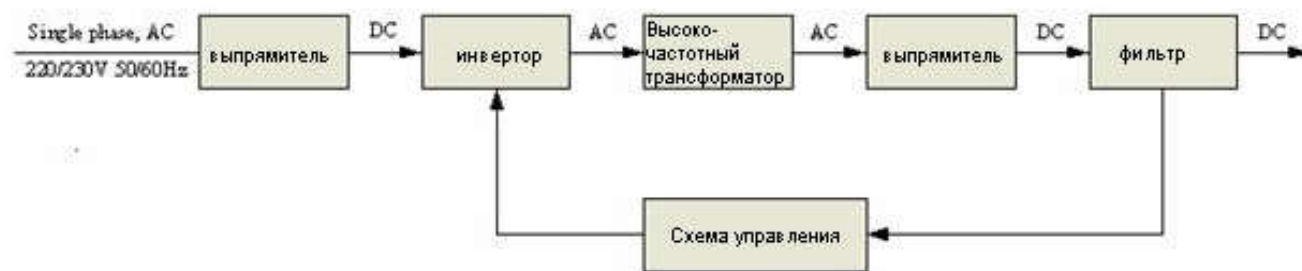 Single phase, AC
220/230V 50/60Hz
выпрямитель
DC
инвертор
AC
Высоко-
частотный
трансформатор
AC
выпрямитель
DC
фильтр
DC
Схема управления